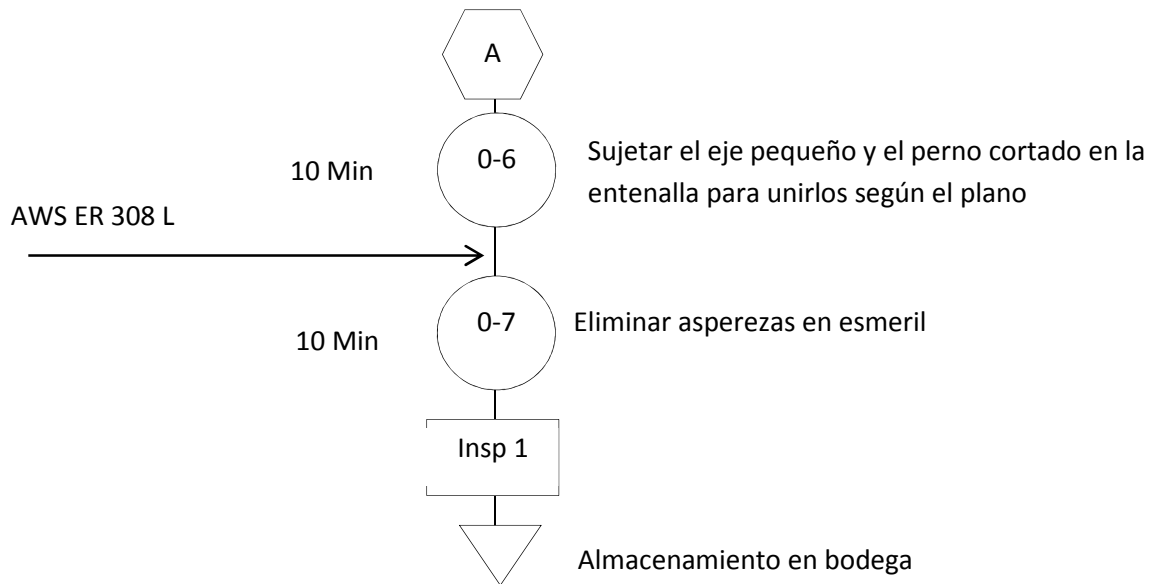 A
10 Min
0-6
Sujetar el eje pequeño y el perno cortado en la
entenalla para unirlos según el plano
AWS ER 308 L
10 Min
0-7
Eliminar asperezas en esmeril
Insp 1
Almacenamiento en bodega